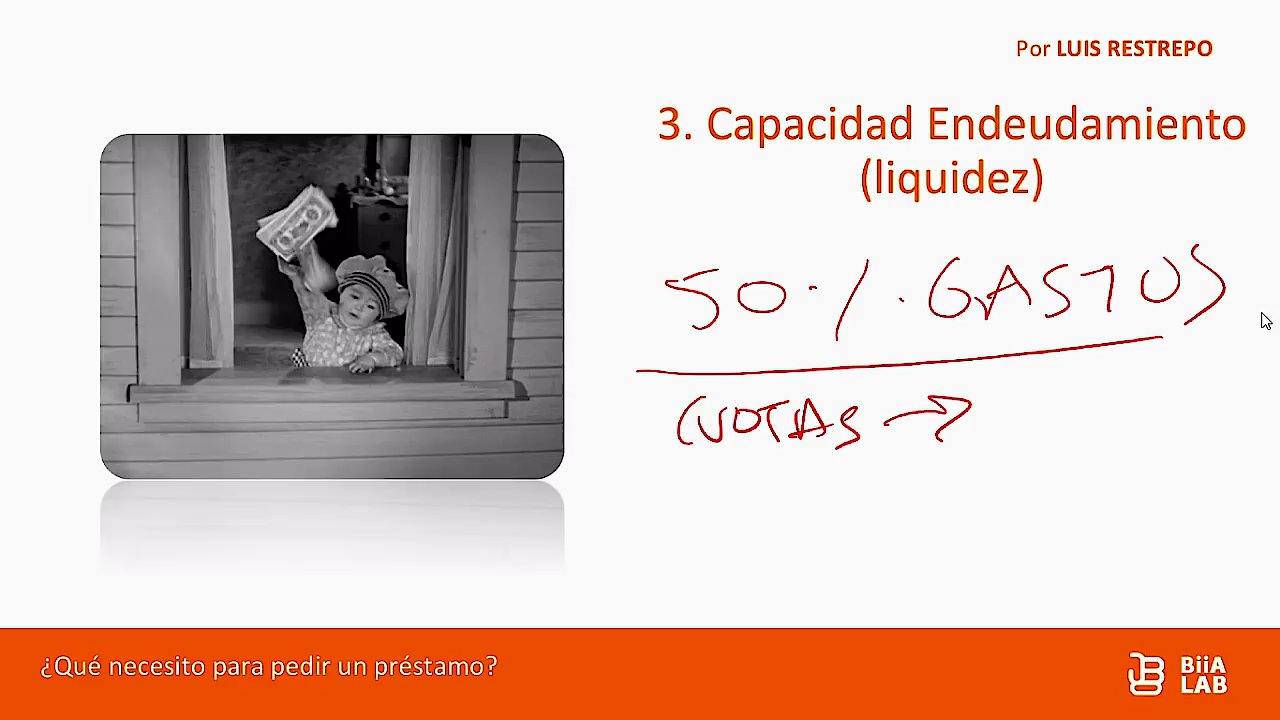 Por LUIS RESTREPO
3. Capacidad Endeudamiento
(liquidez)
50 % GASTOS
CUOTAS →
¿Qué necesito para pedir un préstamo?
BiiA
LAB